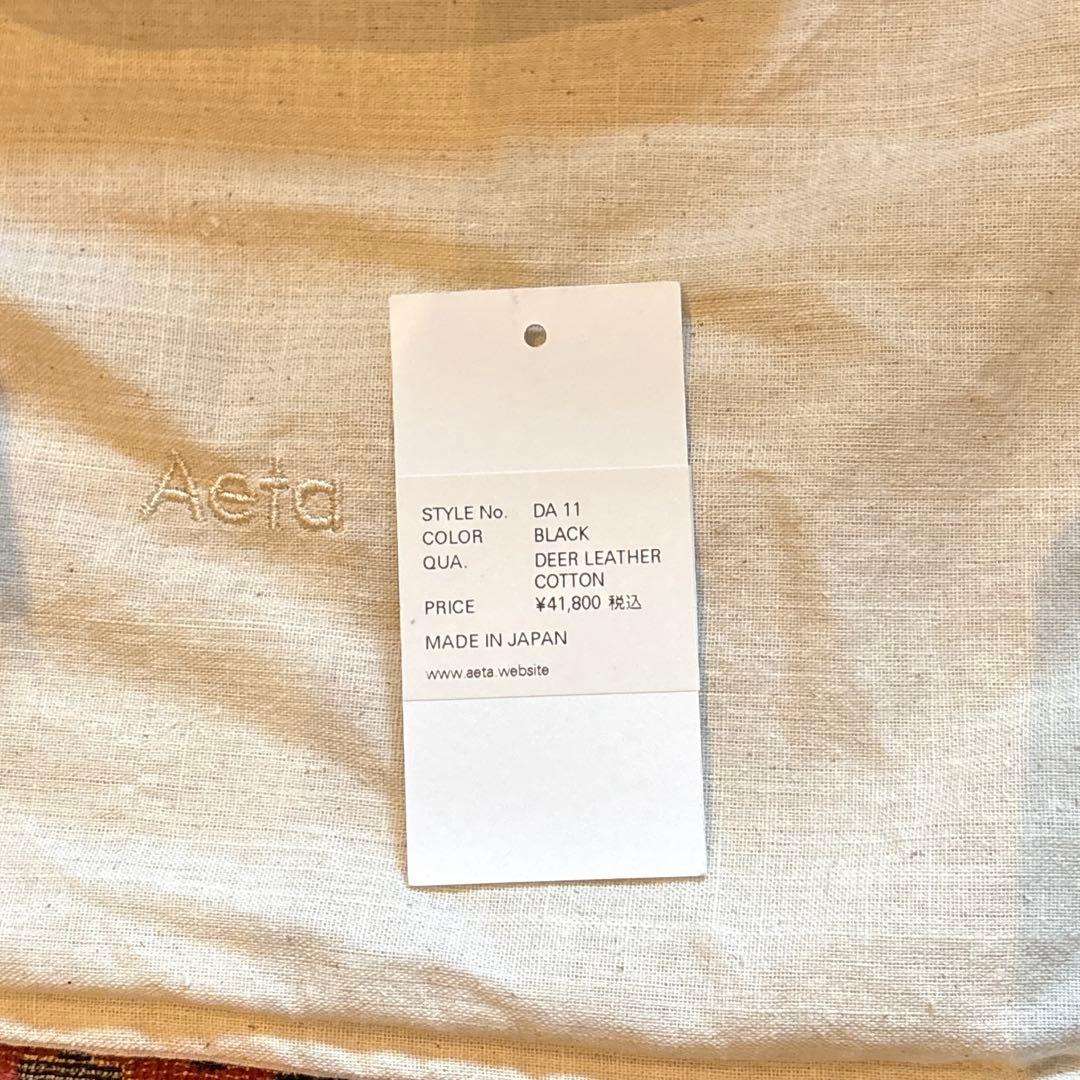 Aeta
STYLE No. DA 11
COLOR BLACK
QUA. DEER LEATHER
COTTON
PRICE ¥41,800 税込
MADE IN JAPAN
www.aeta.website